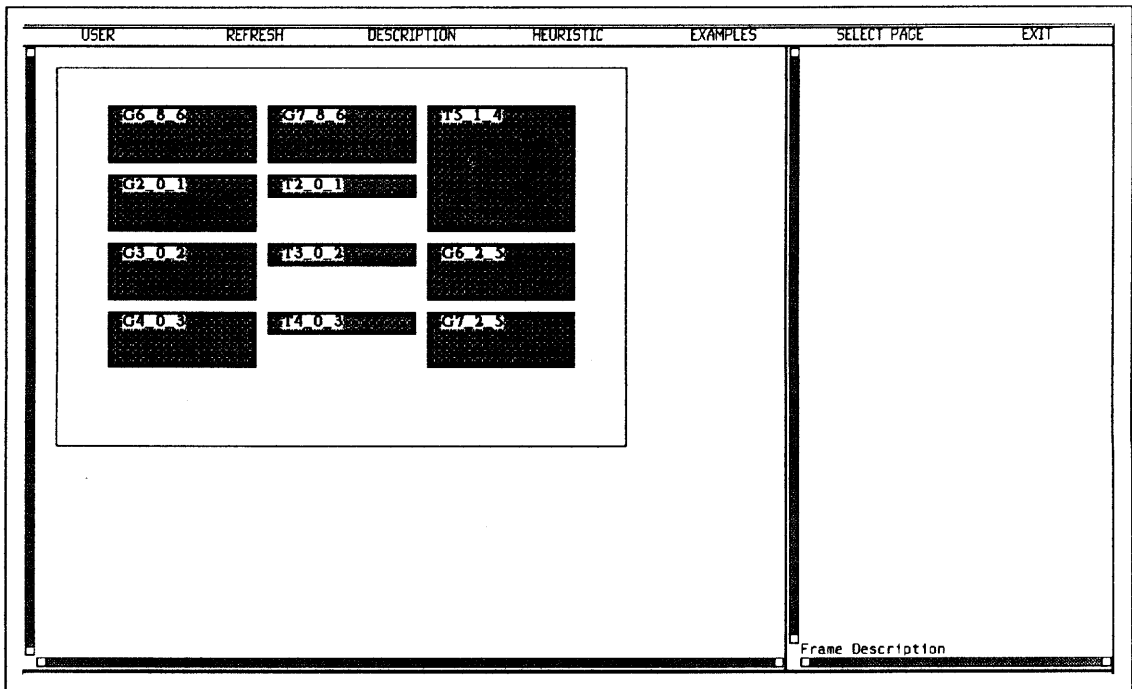 USER REFRESH DESCRIPTION HEURISTIC EXAMPLES SELECT PAGE EXIT
G6_8_6 G7_8_6 T5_1_4
G2_0_1 T2_0_1
G3_0_2 T3_0_2 G6_2_5
G4_0_3 T4_0_3 G7_2_5
Frame Description